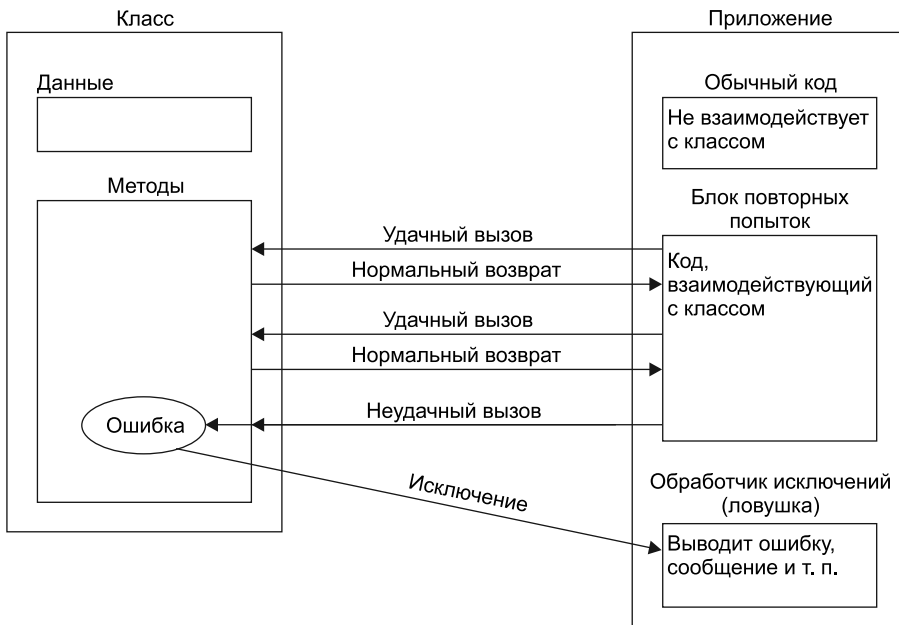 Класс
Данные
Методы
Ошибка
Удачный вызов
Нормальный возврат
Удачный вызов
Нормальный возврат
Неудачный вызов
Исключение
Приложение
Обычный код
Не взаимодействует
с классом
Блок повторных
попыток
Код,
взаимодействующий
с классом
Обработчик исключений
(ловушка)
Выводит ошибку,
сообщение и т. п.